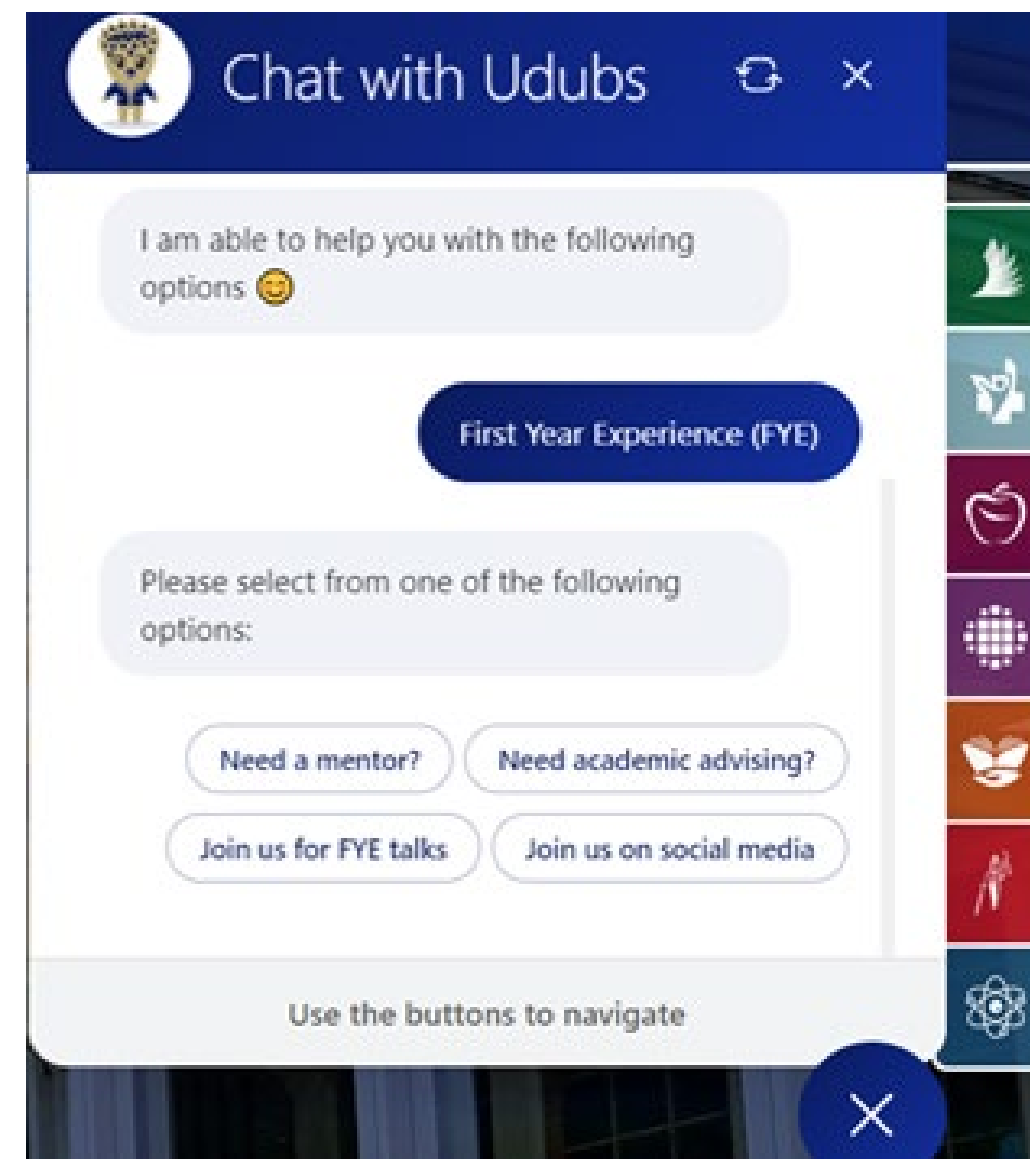 Chat with Udubs
I am able to help you with the following
options 😊
First Year Experience (FYE)
Please select from one of the following
options:
Need a mentor?
Need academic advising?
Join us for FYE talks
Join us on social media
Use the buttons to navigate